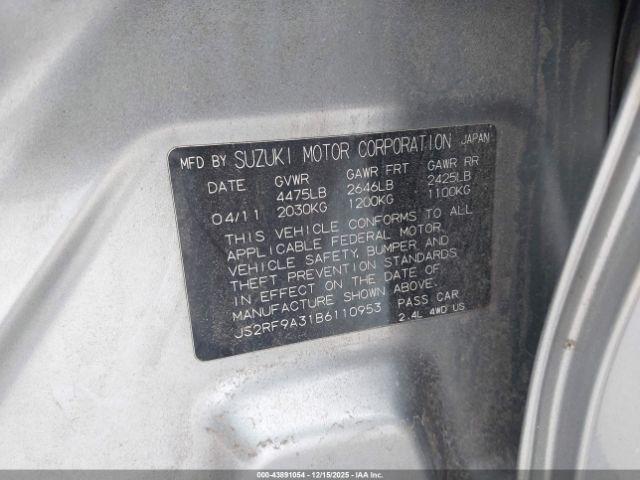 MFD BY SUZUKI MOTOR CORPORATION JAPAN
DATE GVWR GAWR FRT GAWR RR
4475LB 2646LB 2425LB
04/11 2030KG 1200KG 1100KG
THIS VEHICLE CONFORMS TO ALL
APPLICABLE FEDERAL MOTOR
VEHICLE SAFETY, BUMPER AND
THEFT PREVENTION STANDARDS
IN EFFECT ON THE DATE OF
MANUFACTURE SHOWN ABOVE.
JS2RF9A31B6110953 PASS CAR
2.4L 4WD US
000-43891054 - 12/15/2025 - COPART.COM